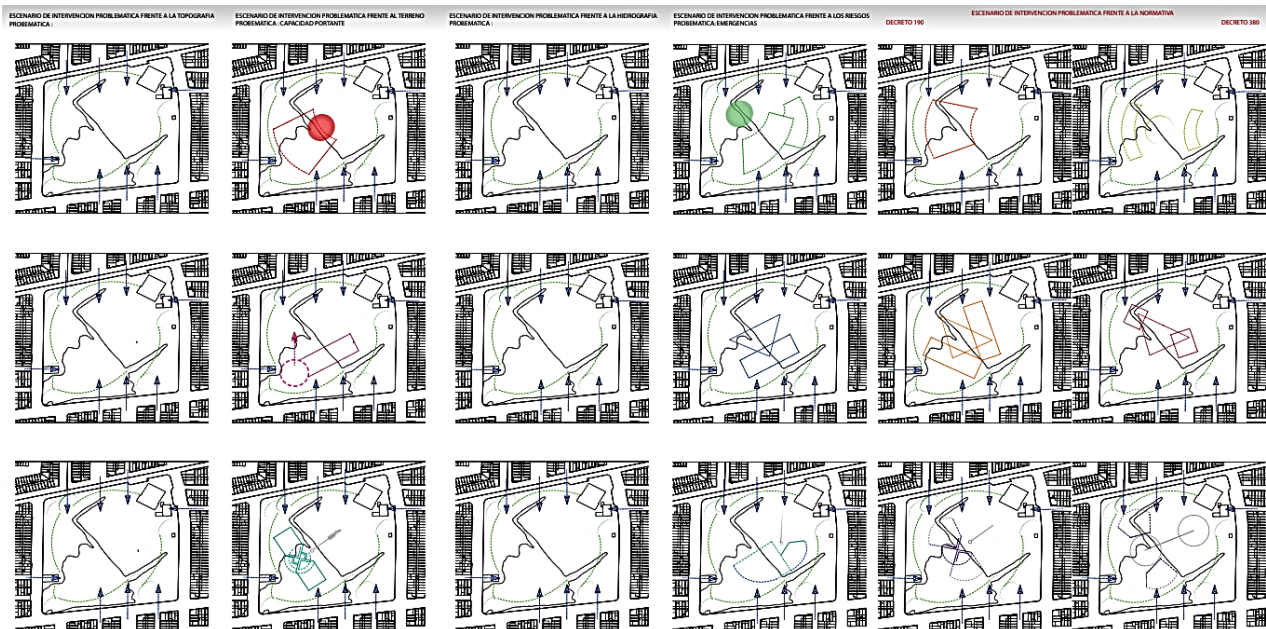 ESCENARIO DE INTERVENCION PROBLEMATICA FRENTE A LA TOPOGRAFIA
PROBEMATICA :
ESCENARIO DE INTERVENCION PROBLEMATICA FRENTE AL TERRENO
PROBEMATICA : CAPACIDAD PORTANTE
ESCENARIO DE INTERVENCION PROBLEMATICA FRENTE A LA HIDROGRAFIA
PROBEMATICA :
ESCENARIO DE INTERVENCION PROBLEMATICA FRENTE A LOS RIESGOS
PROBEMATICA: EMERGENCIAS
ESCENARIO DE INTERVENCION PROBLEMATICA FRENTE A LA NORMATIVA
DECRETO 190
DECRETO 380